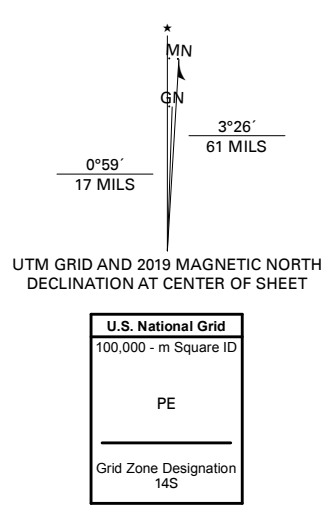 ★
MN
GN
3°26´
61 MILS
0°59´
17 MILS
UTM GRID AND 2019 MAGNETIC NORTH
DECLINATION AT CENTER OF SHEET
U.S. National Grid
100,000 - m Square ID
PE
Grid Zone Designation
14S